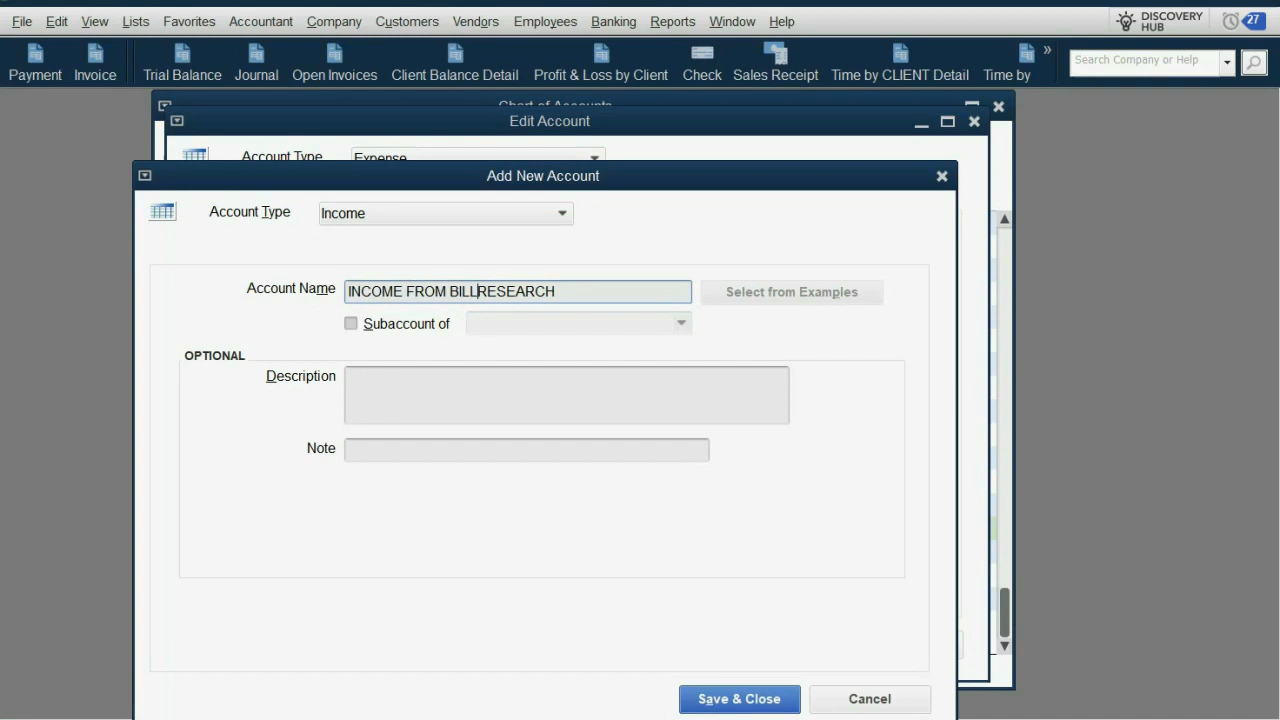 File Edit View Lists Favorites Accountant Company Customers Vendors Employees Banking Reports Window Help DISCOVERY HUB 27
Payment Invoice Trial Balance Journal Open Invoices Client Balance Detail Profit & Loss by Client Check Sales Receipt Time by CLIENT Detail Time by » Search Company or Help
Chart of Accounts
Edit Account
Account Type Expense
Add New Account
Account Type Income
Account Name INCOME FROM BILLRESEARCH Select from Examples
Subaccount of
OPTIONAL
Description
Note
Save & Close Cancel